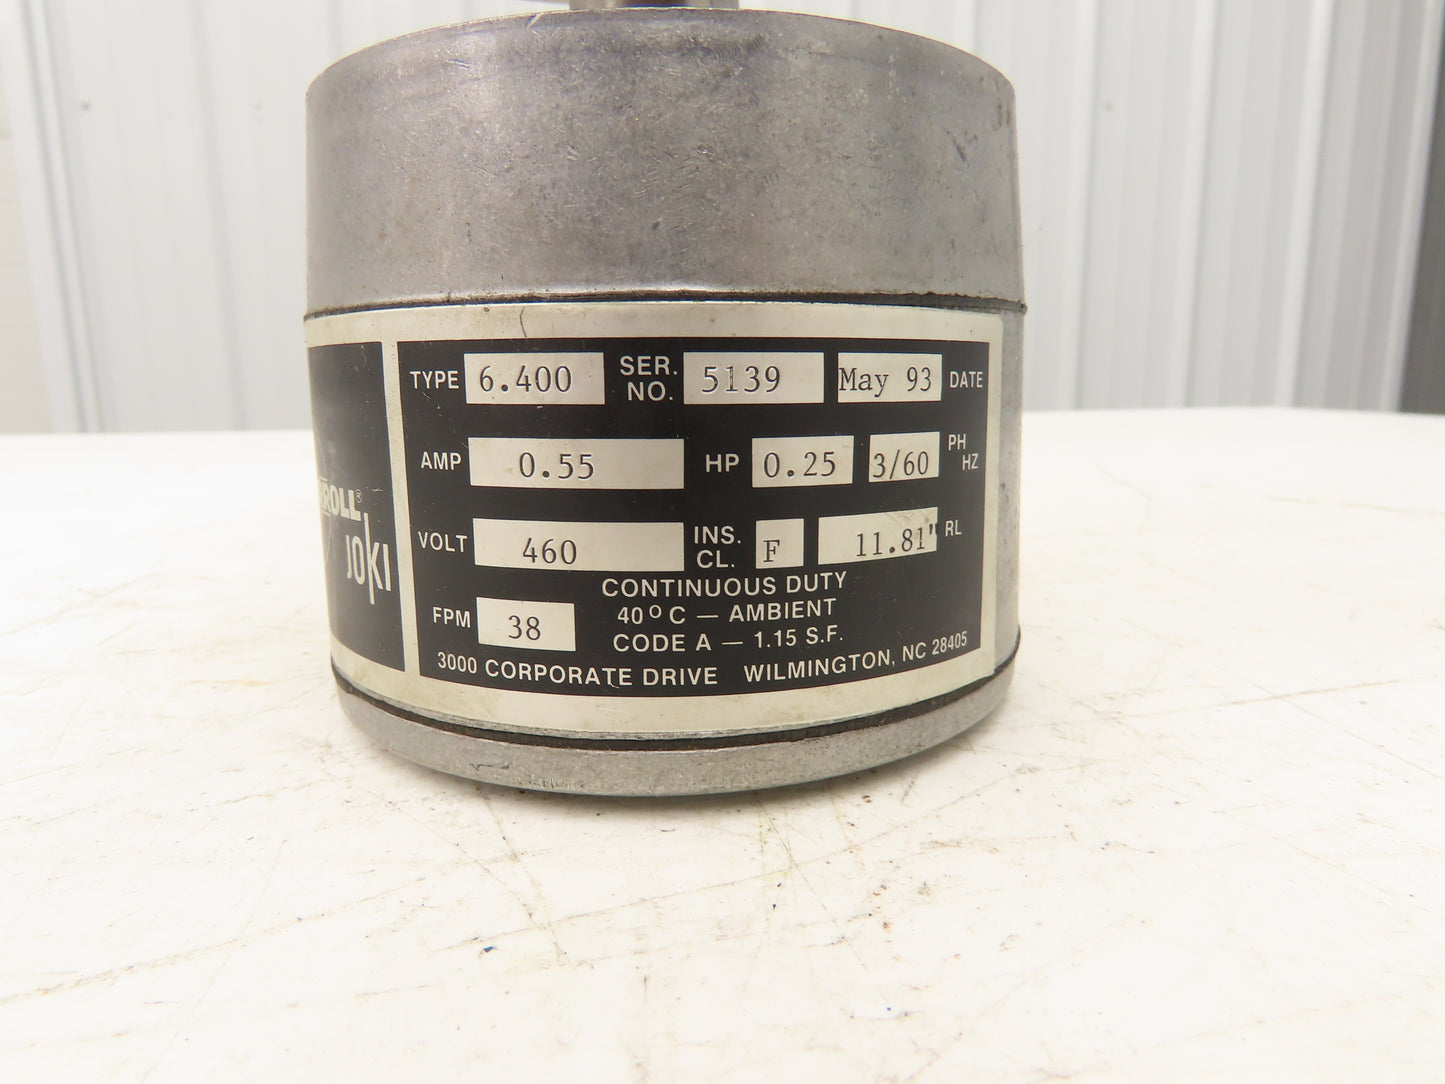 TYPE 6.400 SER. NO. 5139 May 93 DATE
AMP 0.55 HP 0.25 3/60 PH HZ
VOLT 460 INS. CL. F 11.81" RL
CONTINUOUS DUTY
FPM 38 40°C — AMBIENT
CODE A — 1.15 S.F.
3000 CORPORATE DRIVE WILMINGTON, NC 28405
JOKI